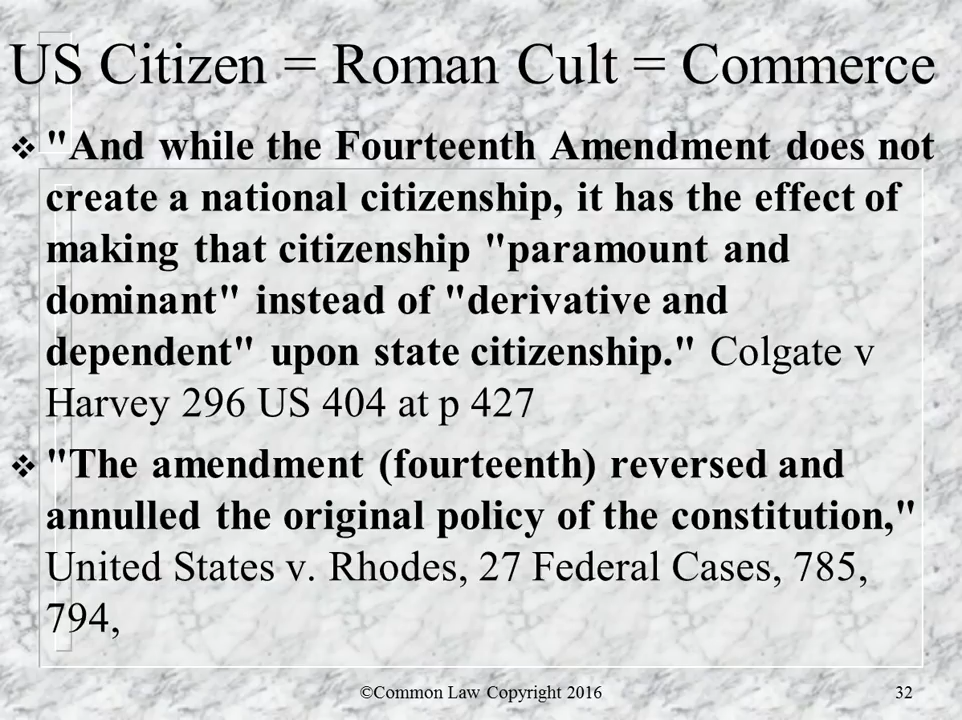 US Citizen = Roman Cult = Commerce
❖ "And while the Fourteenth Amendment does not
create a national citizenship, it has the effect of
making that citizenship "paramount and
dominant" instead of "derivative and
dependent" upon state citizenship." Colgate v
Harvey 296 US 404 at p 427
❖ "The amendment (fourteenth) reversed and
annulled the original policy of the constitution,"
United States v. Rhodes, 27 Federal Cases, 785,
794,
©Common Law Copyright 2016
32